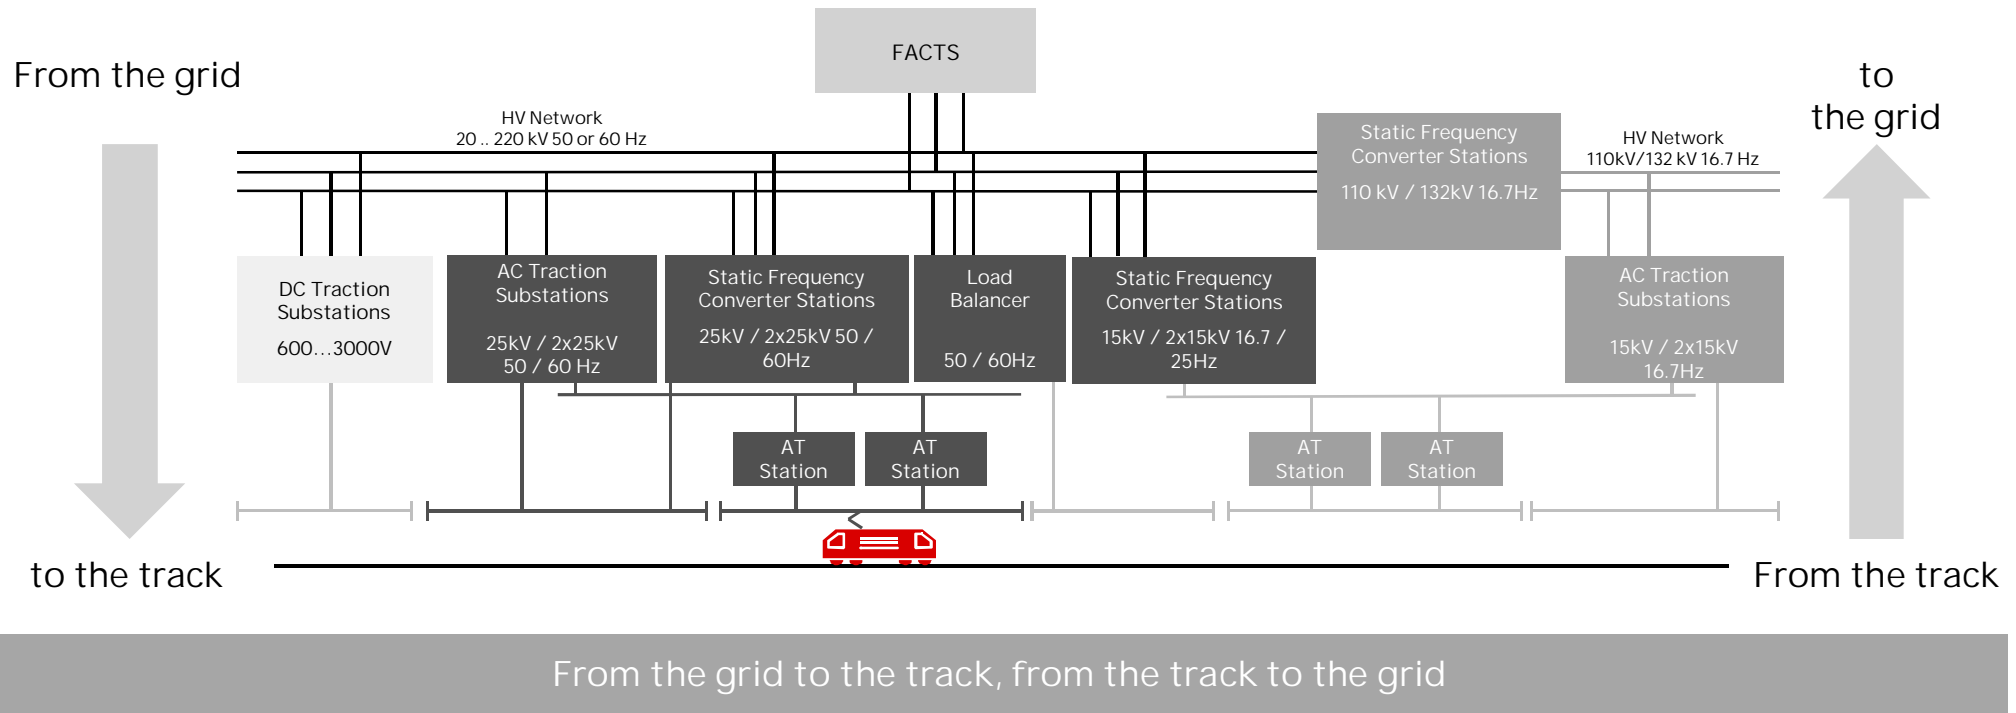 FACTS
From the grid
to
the grid
HV Network
20 .. 220 kV 50 or 60 Hz
Static Frequency
Converter Stations
110 kV / 132kV 16.7Hz
HV Network
110kV/132 kV 16.7 Hz
DC Traction
Substations
600...3000V
AC Traction
Substations
25kV / 2x25kV
50 / 60 Hz
Static Frequency
Converter Stations
25kV / 2x25kV 50 /
60Hz
Load
Balancer
50 / 60Hz
Static Frequency
Converter Stations
15kV / 2x15kV 16.7 /
25Hz
AC Traction
Substations
15kV / 2x15kV
16.7Hz
AT
Station
AT
Station
AT
Station
AT
Station
to the track
From the track
From the grid to the track, from the track to the grid